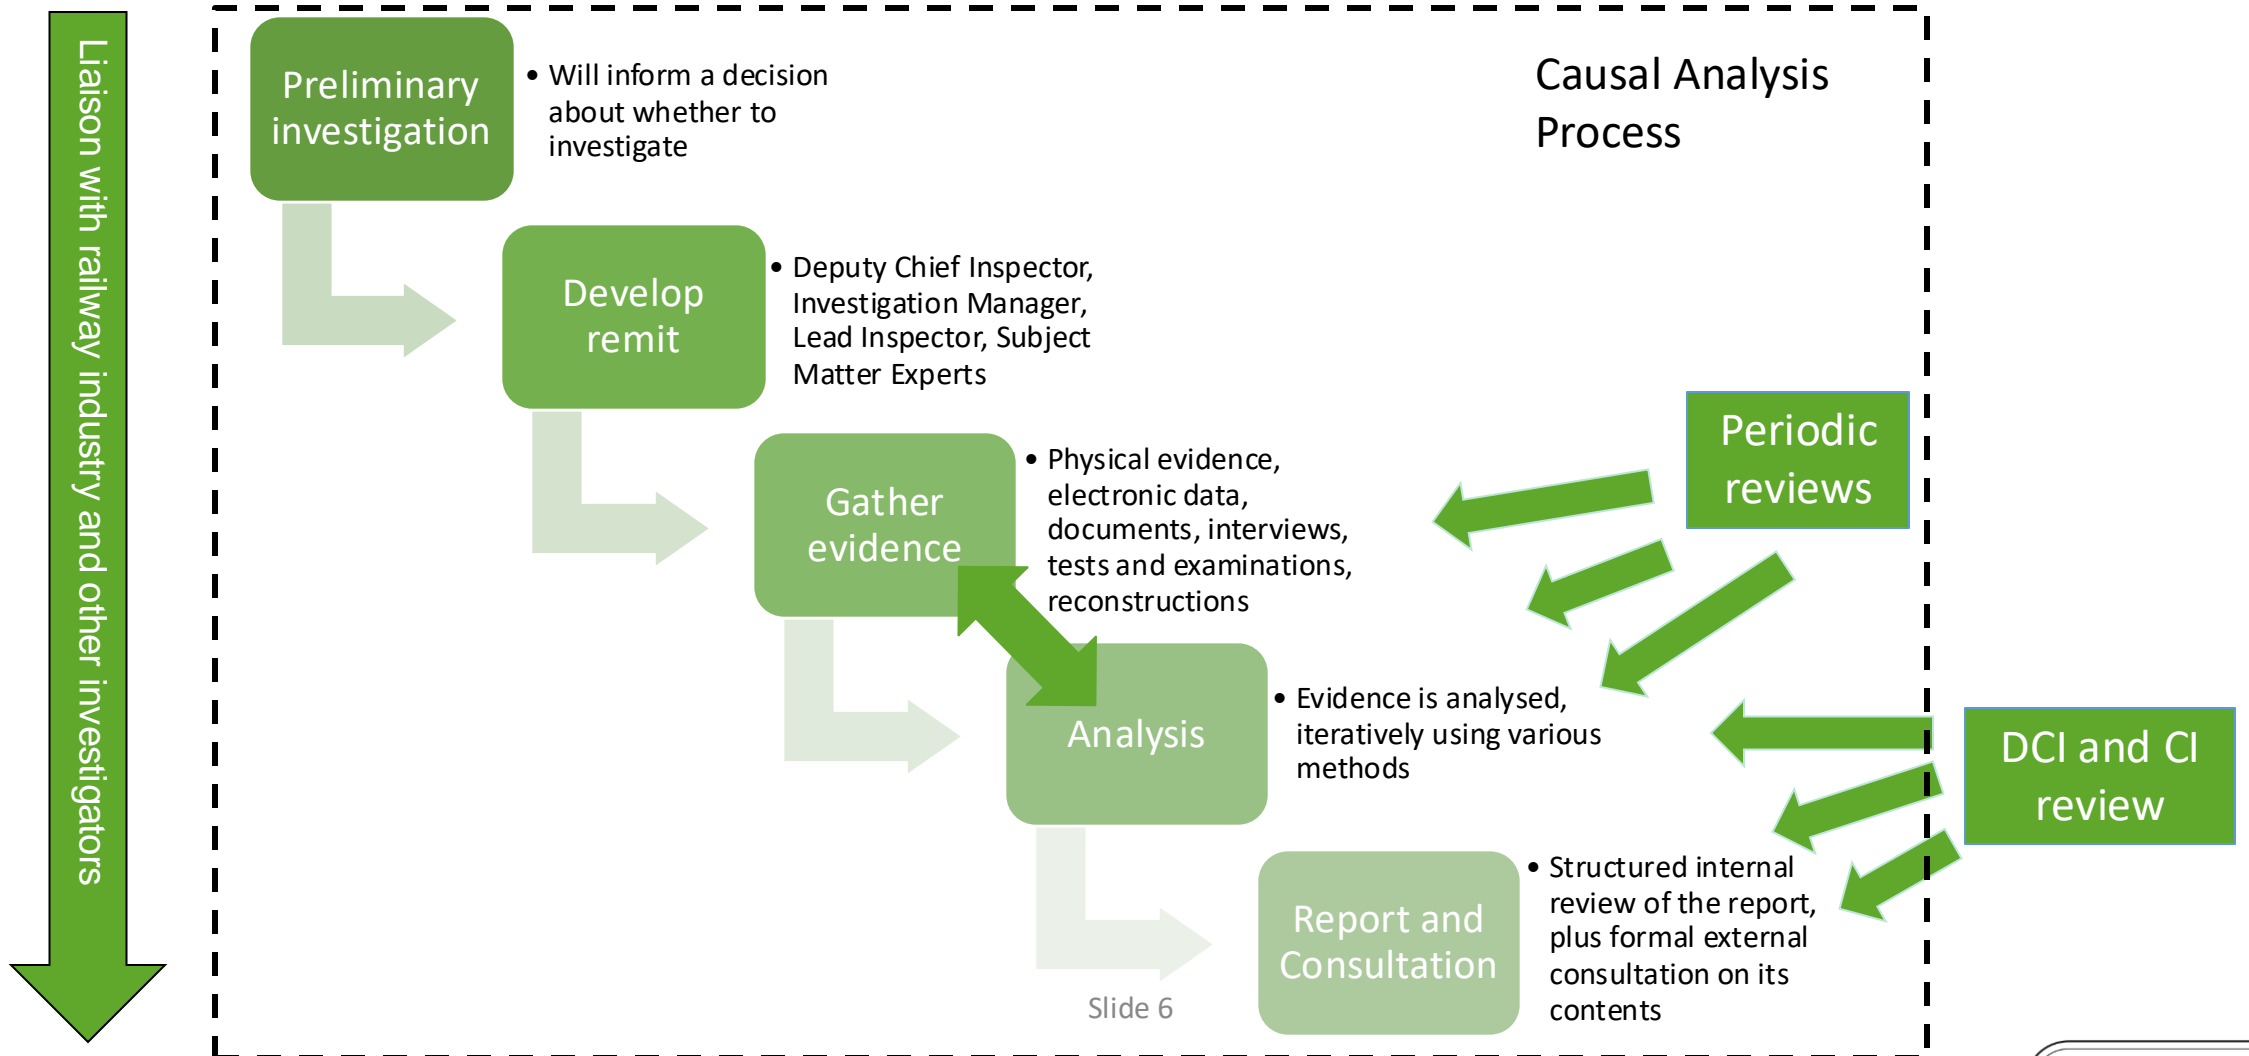 Liaison with railway industry and other investigators
Preliminary
investigation
• Will inform a decision
about whether to
investigate
Causal Analysis
Process
Develop
remit
• Deputy Chief Inspector,
Investigation Manager,
Lead Inspector, Subject
Matter Experts
Gather
evidence
• Physical evidence,
electronic data,
documents, interviews,
tests and examinations,
reconstructions
Periodic
reviews
Analysis
• Evidence is analysed,
iteratively using various
methods
DCI and CI
review
Report and
Consultation
• Structured internal
review of the report,
plus formal external
consultation on its
contents
Slide 6